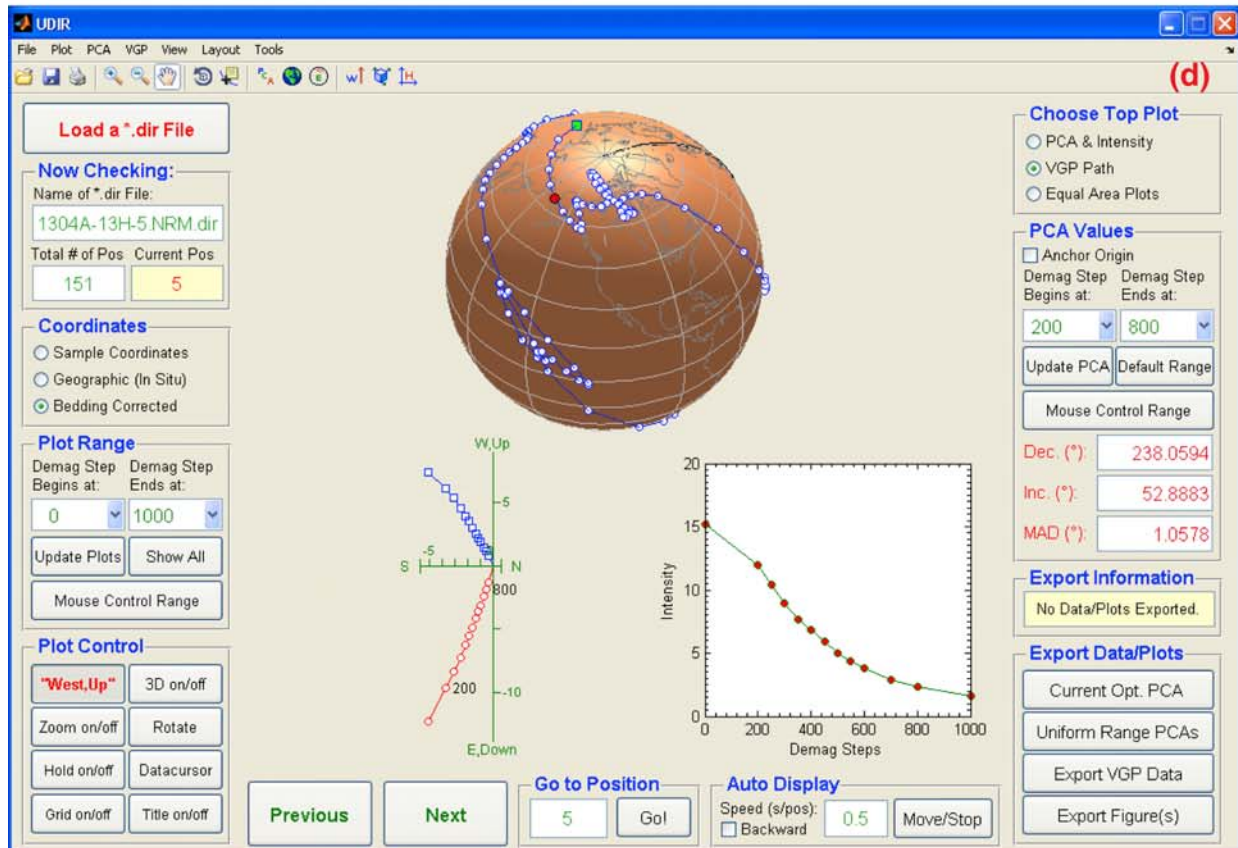 UDIR
File Plot PCA VGP View Layout Tools
(d)
Load a *.dir File
Now Checking:
Name of *.dir File:
1304A-13H-5.NRM.dir
Total # of Pos Current Pos
151 5
Coordinates
Sample Coordinates
Geographic (In Situ)
Bedding Corrected
Plot Range
Demag Step Begins at:
Demag Step Ends at:
0 1000
Update Plots Show All
Mouse Control Range
Plot Control
"West,Up" 3D on/off
Zoom on/off Rotate
Hold on/off Datacursor
Grid on/off Title on/off
W,Up
-5
-5
S N
800
200
-10
E,Down
20
15
10
5
0
Intensity
0 200 400 600 800 1000
Demag Steps
Previous Next
Go to Position
5 Go!
Auto Display
Speed (s/pos):
Backward
0.5 Move/Stop
Choose Top Plot
PCA & Intensity
VGP Path
Equal Area Plots
PCA Values
Anchor Origin
Demag Step Begins at:
Demag Step Ends at:
200 800
Update PCA Default Range
Mouse Control Range
Dec. (°): 238.0594
Inc. (°): 52.8883
MAD (°): 1.0578
Export Information
No Data/Plots Exported.
Export Data/Plots
Current Opt. PCA
Uniform Range PCAs
Export VGP Data
Export Figure(s)